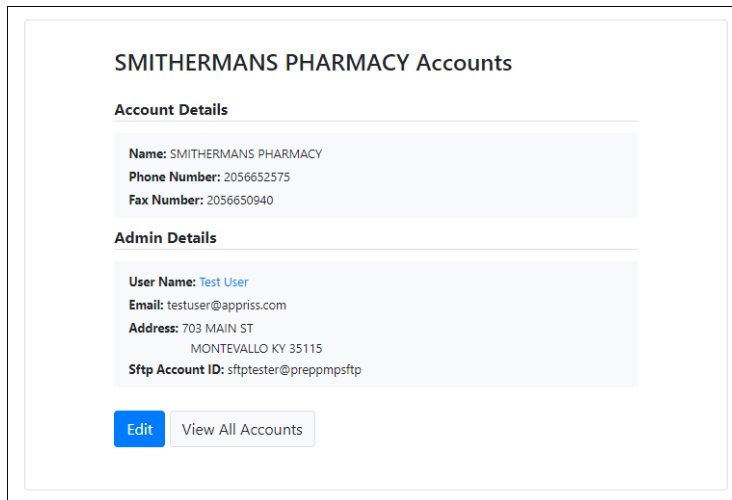 SMITHERMANS PHARMACY Accounts
Account Details
Name: SMITHERMANS PHARMACY
Phone Number: 2056652575
Fax Number: 2056650940
Admin Details
User Name: Test User
Email: testuser@appriss.com
Address: 703 MAIN ST
MONTEVALLO KY 35115
Sftp Account ID: sftptester@preppmpsftp
Edit View All Accounts